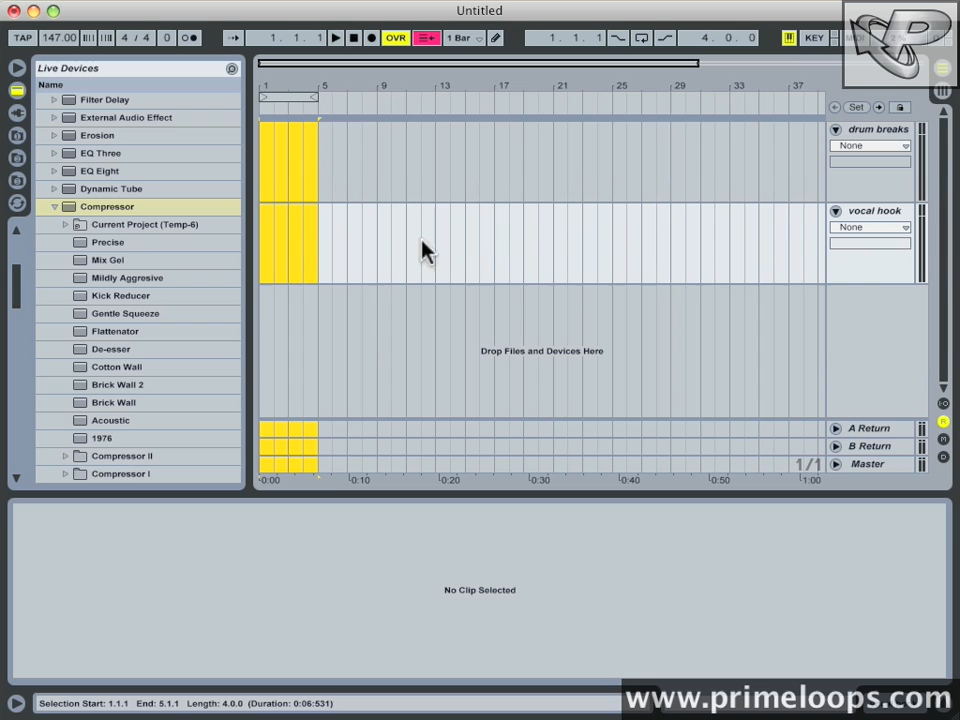 Untitled
TAP 147.00 4 / 4 0 1. 1. 1 OVR 1 Bar 1. 1. 1 4. 0. 0 KEY MIDI
Live Devices
Name
Filter Delay
External Audio Effect
Erosion
EQ Three
EQ Eight
Dynamic Tube
Compressor
Current Project (Temp-6)
Precise
Mix Gel
Mildly Aggresive
Kick Reducer
Gentle Squeeze
Flattenator
De-esser
Cotton Wall
Brick Wall 2
Brick Wall
Acoustic
1976
Compressor II
Compressor I
1 5 9 13 17 21 25 29 33 37
Set
drum breaks
None
vocal hook
None
Drop Files and Devices Here
A Return
B Return
1/1 Master
0:00 0:10 0:20 0:30 0:40 0:50 1:00
I-O
R
M
D
No Clip Selected
Selection Start: 1.1.1 End: 5.1.1 Length: 4.0.0 (Duration: 0:06:531)
www.primeloops.com